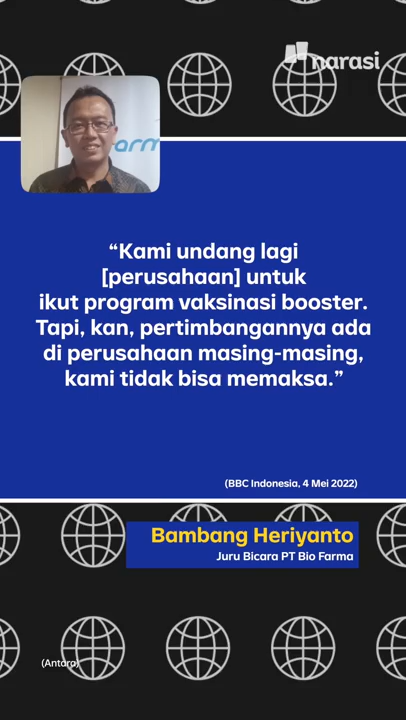 narasi
arm
“Kami undang lagi
[perusahaan] untuk
ikut program vaksinasi booster.
Tapi, kan, pertimbangannya ada
di perusahaan masing-masing,
kami tidak bisa memaksa.”
(BBC Indonesia, 4 Mei 2022)
Bambang Heriyanto
Juru Bicara PT Bio Farma
(Antara)